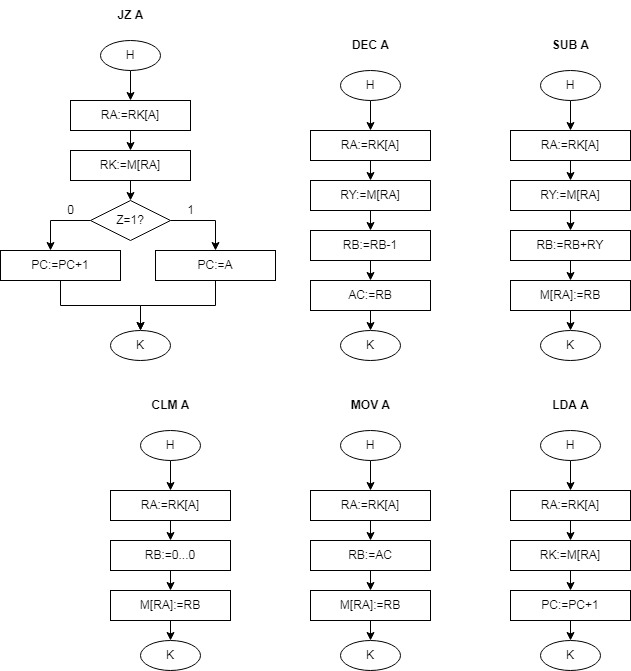 JZ A
H
RA:=RK[A]
RK:=M[RA]
Z=1?
0
1
PC:=PC+1
PC:=A
K
DEC A
H
RA:=RK[A]
RY:=M[RA]
RB:=RB-1
AC:=RB
K
SUB A
H
RA:=RK[A]
RY:=M[RA]
RB:=RB+RY
M[RA]:=RB
K
CLM A
H
RA:=RK[A]
RB:=0...0
M[RA]:=RB
K
MOV A
H
RA:=RK[A]
RB:=AC
M[RA]:=RB
K
LDA A
H
RA:=RK[A]
RK:=M[RA]
PC:=PC+1
K